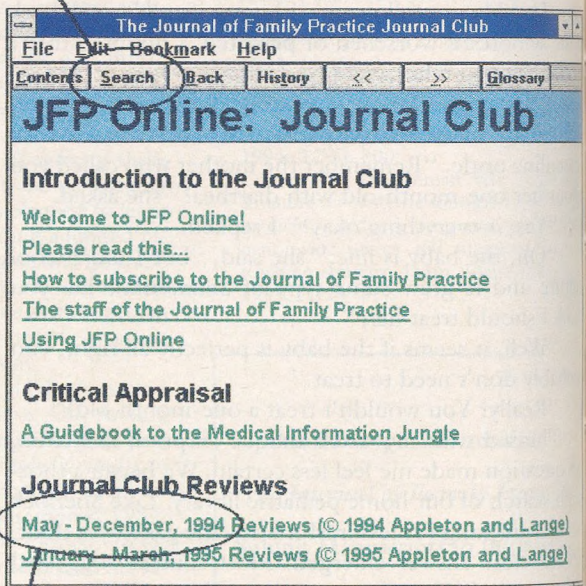 The Journal of Family Practice Journal Club
File Edit Bookmark Help
Contents Search Back History << >> Glossary
JFP Online: Journal Club
Introduction to the Journal Club
Welcome to JFP Online!
Please read this...
How to subscribe to the Journal of Family Practice
The staff of the Journal of Family Practice
Using JFP Online
Critical Appraisal
A Guidebook to the Medical Information Jungle
Journal Club Reviews
May - December, 1994 Reviews (© 1994 Appleton and Lange)
January - March, 1995 Reviews (© 1995 Appleton and Lange)